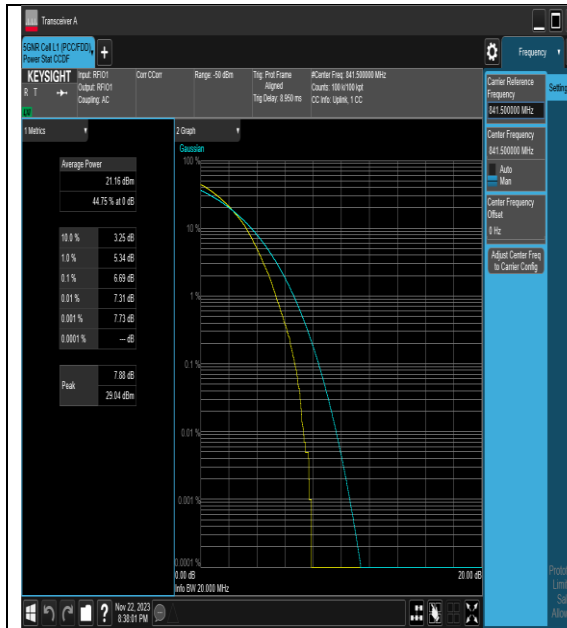 Transceiver A
5GNR Cell L1 (PCC/FDD),
Power Stat CCDF
+
Frequency
KEYSIGHT
R T
Input: RFIO1
Output: RFIO1
Coupling: AC
Corr CCorr
Range: -50 dBm
Trig: Prot Frame
Aligned
Trig Delay: 8.950 ms
#Center Freq: 841.500000 MHz
Counts: 100 k/100 kpt
CC Info: Uplink, 1 CC
1 Metrics
Average Power
21.16 dBm
44.75 % at 0 dB
10.0 % 3.25 dB
1.0 % 5.34 dB
0.1 % 6.69 dB
0.01 % 7.31 dB
0.001 % 7.73 dB
0.0001 % --- dB
Peak
7.88 dB
29.04 dBm
2 Graph
Gaussian
100 %
10 %
1 %
0.1 %
0.01 %
0.001 %
0.0001 %
0.00 dB
20.00 dB
Info BW 20.000 MHz
Carrier Reference
Frequency
841.500000 MHz
Center Frequency
841.500000 MHz
Auto
Man
Center Frequency
Offset
0 Hz
Adjust Center Freq
to Carrier Config
Nov 22, 2023
8:38:01 PM
?